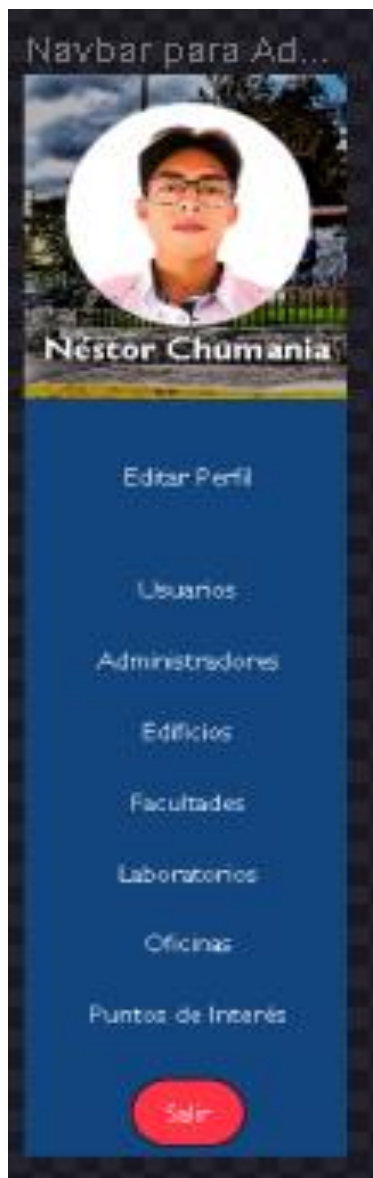 Navbar para Ad...
Néstor Chumania
Editar Perfil
Usuarios
Administradores
Edificios
Facultades
Laboratorios
Oficinas
Puntos de Interés
Salir